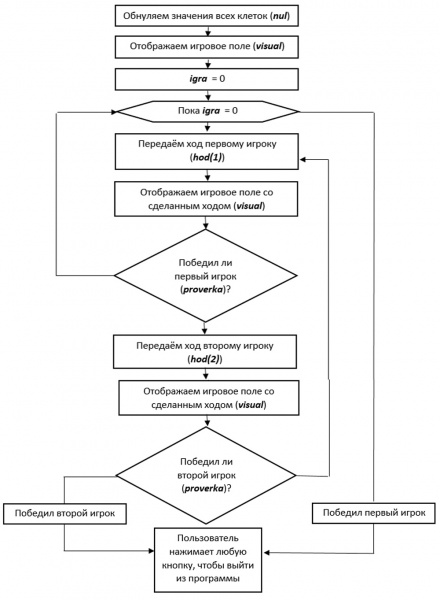 Обнуляем значения всех клеток (nul)
Отображаем игровое поле (visual)
igra = 0
Пока igra = 0
Передаём ход первому игроку
(hod(1))
Отображаем игровое поле со
сделанным ходом (visual)
Победил ли
первый игрок
(proverka)?
Передаём ход второму игроку
(hod(2))
Отображаем игровое поле со
сделанным ходом (visual)
Победил ли
второй игрок
(proverka)?
Победил второй игрок
Победил первый игрок
Пользователь
нажимает любую
кнопку, чтобы выйти
из программы